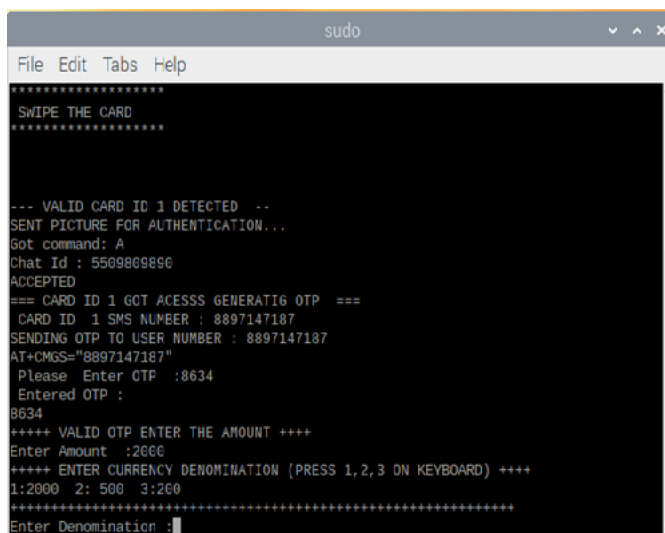 sudo
File Edit Tabs Help
********************
SWIPE THE CARD
********************
--- VALID CARD ID 1 DETECTED --
SENT PICTURE FOR AUTHENTICATION...
Got command: A
Chat Id : 5509809890
ACCEPTED
=== CARD ID 1 GOT ACESSS GENERATIG OTP ===
CARD ID 1 SMS NUMBER : 8897147187
SENDING OTP TO USER NUMBER : 8897147187
AT+CMGS="8897147187"
Please Enter OTP :8634
Entered OTP :
8634
+++++ VALID OTP ENTER THE AMOUNT ++++
Enter Amount :2000
+++++ ENTER CURRENCY DENOMINATION (PRESS 1,2,3 ON KEYBOARD) ++++
1:2000 2: 500 3:200
++++++++++++++++++++++++++++++++++++++++++++++++++++++++++++++++
Enter Denomination :